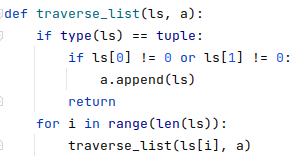 def traverse_list(ls, a):
    if type(ls) == tuple:
        if ls[0] != 0 or ls[1] != 0:
            a.append(ls)
        return
    for i in range(len(ls)):
        traverse_list(ls[i], a)